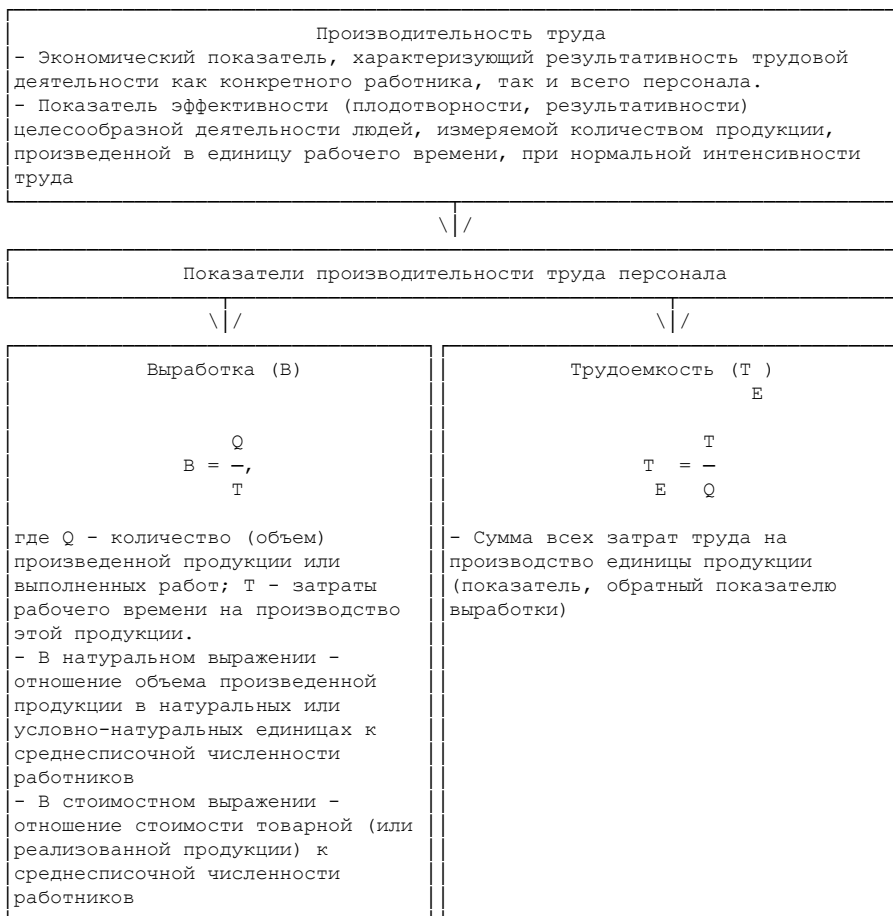 Производительность труда
- Экономический показатель, характеризующий результативность трудовой
деятельности как конкретного работника, так и всего персонала.
- Показатель эффективности (плодотворности, результативности)
целесообразной деятельности людей, измеряемой количеством продукции,
произведенной в единицу рабочего времени, при нормальной интенсивности
труда
Показатели производительности труда персонала
Выработка (В)
Q
В = —,
Т
где Q - количество (объем)
произведенной продукции или
выполненных работ; Т - затраты
рабочего времени на производство
этой продукции.
- В натуральном выражении -
отношение объема произведенной
продукции в натуральных или
условно-натуральных единицах к
среднесписочной численности
работников
- В стоимостном выражении -
отношение стоимости товарной (или
реализованной продукции) к
среднесписочной численности
работников
Трудоемкость (Т )
Е
Т
Т = —
Е Q
- Сумма всех затрат труда на
производство единицы продукции
(показатель, обратный показателю
выработки)